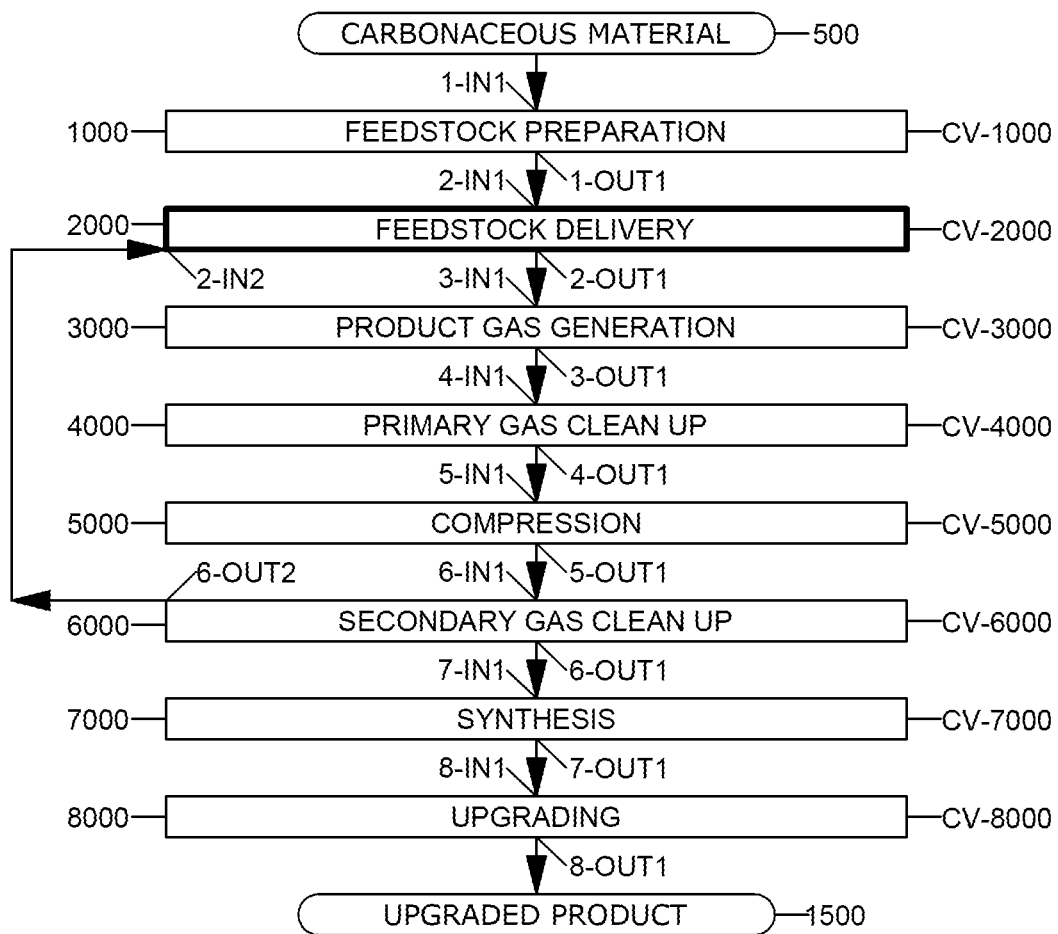 CARBONACEOUS MATERIAL 500
1-IN1
1000 FEEDSTOCK PREPARATION CV-1000
2-IN1 1-OUT1
2000 FEEDSTOCK DELIVERY CV-2000
2-IN2 3-IN1 2-OUT1
3000 PRODUCT GAS GENERATION CV-3000
4-IN1 3-OUT1
4000 PRIMARY GAS CLEAN UP CV-4000
5-IN1 4-OUT1
5000 COMPRESSION CV-5000
6-OUT2 6-IN1 5-OUT1
6000 SECONDARY GAS CLEAN UP CV-6000
7-IN1 6-OUT1
7000 SYNTHESIS CV-7000
8-IN1 7-OUT1
8000 UPGRADING CV-8000
8-OUT1
UPGRADED PRODUCT 1500